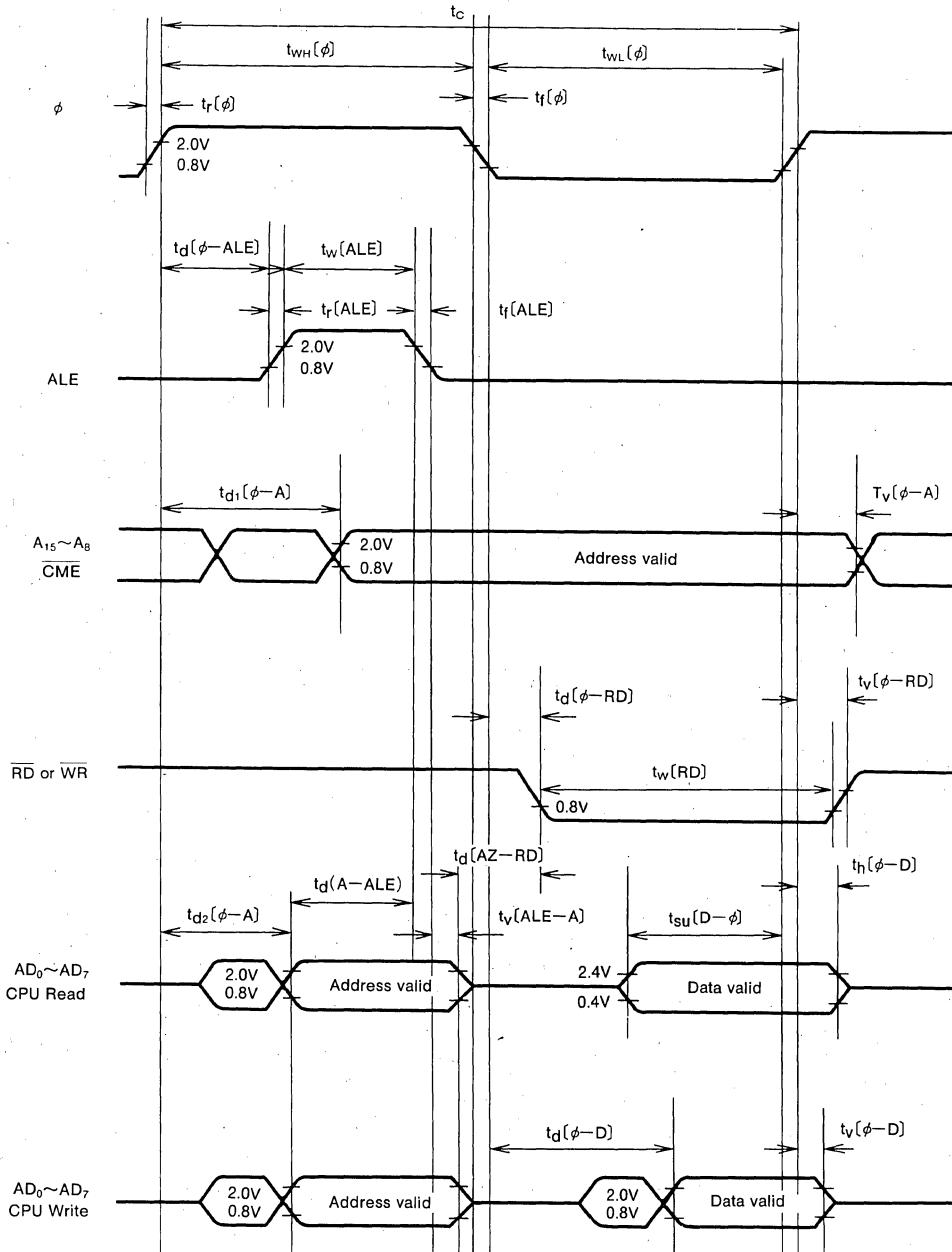 tC
tWH[ϕ]
tWL[ϕ]
ϕ
tr[ϕ]
tf[ϕ]
2.0V
0.8V
td[ϕ−ALE]
tw[ALE]
tr[ALE]
tf[ALE]
2.0V
0.8V
ALE
td1[ϕ−A]
Tv[ϕ−A]
A15~A8
2.0V
Address valid
CME
0.8V
td[ϕ−RD]
tv[ϕ−RD]
RD or WR
tw[RD]
0.8V
td[AZ−RD]
th[ϕ−D]
td(A−ALE)
td2[ϕ−A]
tv[ALE−A]
tsu[D−ϕ]
AD0~AD7
CPU Read
2.0V
0.8V
Address valid
2.4V
0.4V
Data valid
td[ϕ−D]
tv[ϕ−D]
AD0~AD7
CPU Write
2.0V
0.8V
Address valid
2.0V
0.8V
Data valid